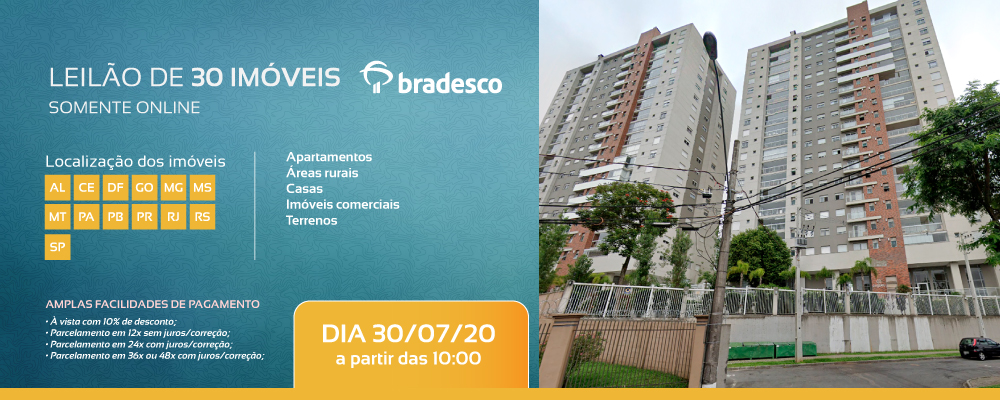 LEILÃO DE 30 IMÓVEIS
bradesco
SOMENTE ONLINE
Localização dos imóveis
AL CE DF GO MG MS
MT PA PB PR RJ RS
SP
Apartamentos
Áreas rurais
Casas
Imóveis comerciais
Terrenos
AMPLAS FACILIDADES DE PAGAMENTO
• À vista com 10% de desconto;
• Parcelamento em 12x sem juros/correção;
• Parcelamento em 24x com juros/correção;
• Parcelamento em 36x ou 48x com juros/correção;
DIA 30/07/20
a partir das 10:00